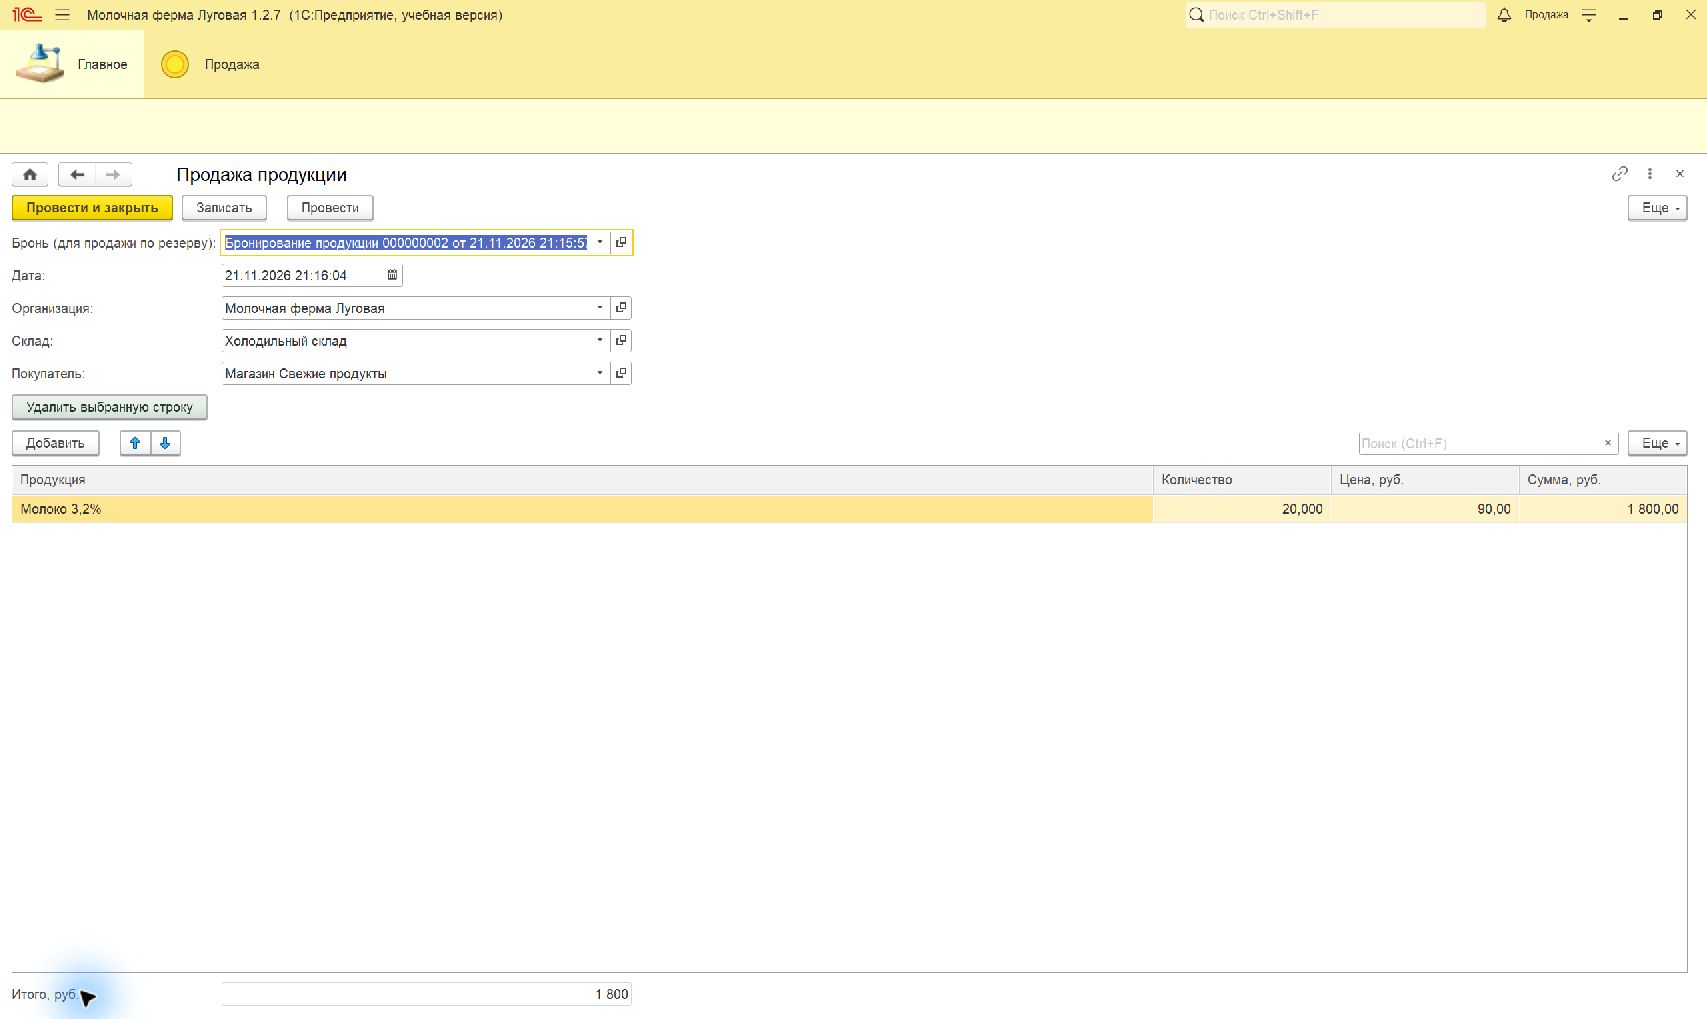 1С Молочная ферма Луговая 1.2.7 (1С:Предприятие, учебная версия) Поиск Ctrl+Shift+F Продажа
Главное Продажа
Продажа продукции
Провести и закрыть Записать Провести Еще
Бронь (для продажи по резерву): Бронирование продукции 000000002 от 21.11.2026 21:15:5
Дата: 21.11.2026 21:16:04
Организация: Молочная ферма Луговая
Склад: Холодильный склад
Покупатель: Магазин Свежие продукты
Удалить выбранную строку
Добавить Поиск (Ctrl+F) Еще
Продукция Количество Цена, руб. Сумма, руб.
Молоко 3,2% 20,000 90,00 1 800,00
Итого, руб. 1 800